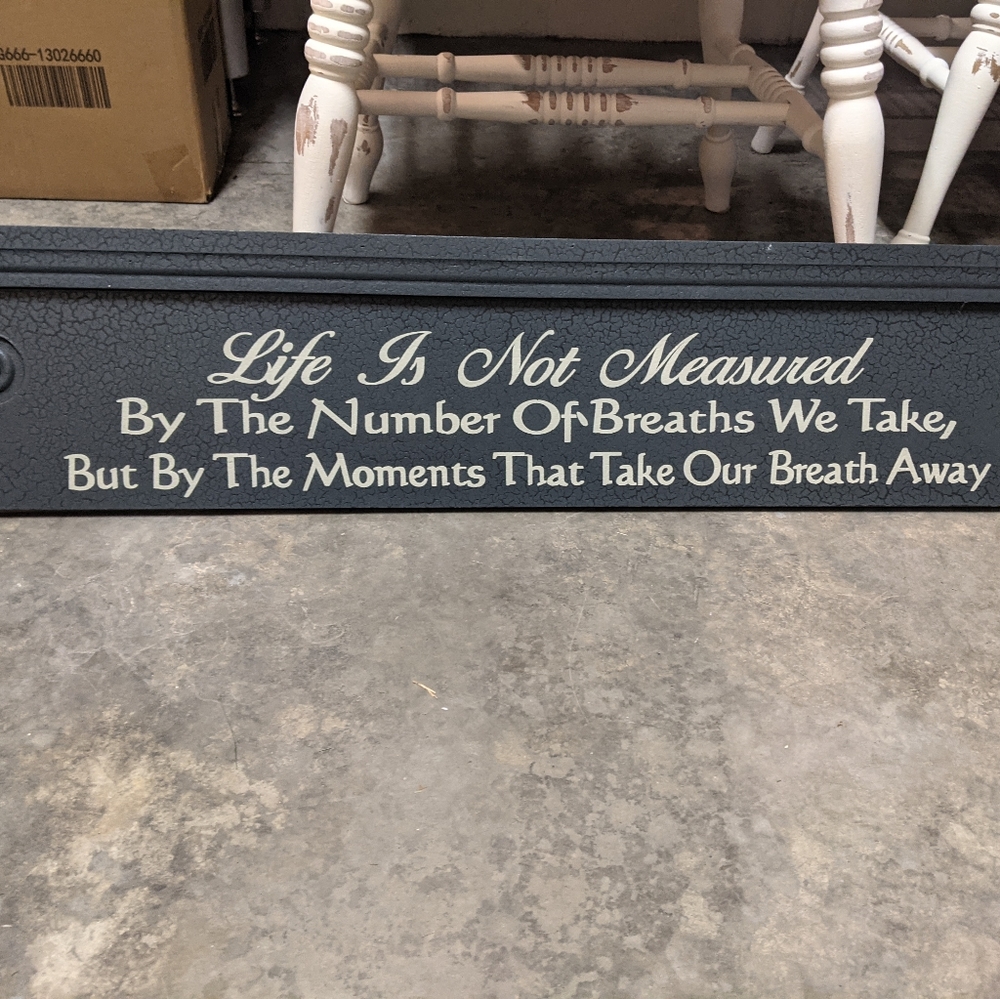 666-13026660
Life Is Not Measured
By The Number Of Breaths We Take,
But By The Moments That Take Our Breath Away